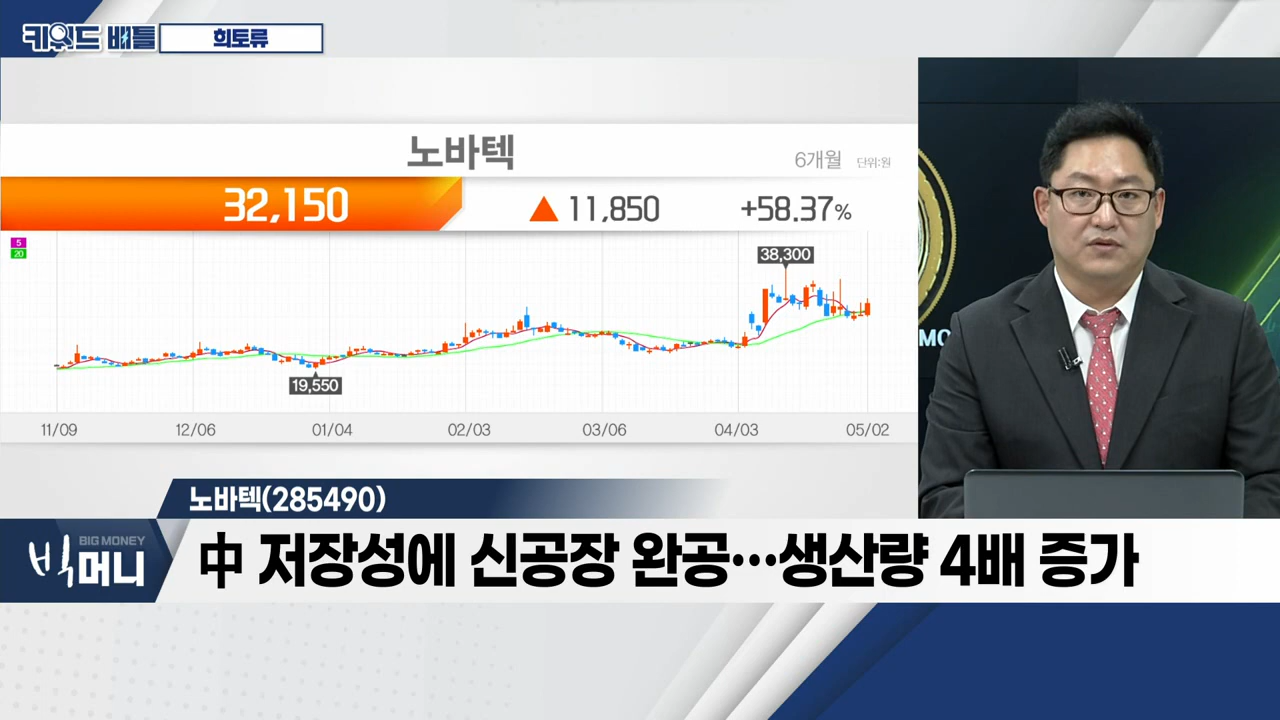 키워드 배틀
희토류
노바텍
6개월 단위:원
32,150
▲ 11,850
+58.37%
5
20
38,300
19,550
11/09 12/06 01/04 02/03 03/06 04/03 05/02
MO
노바텍(285490)
BIG MONEY
빅머니
中 저장성에 신공장 완공…생산량 4배 증가